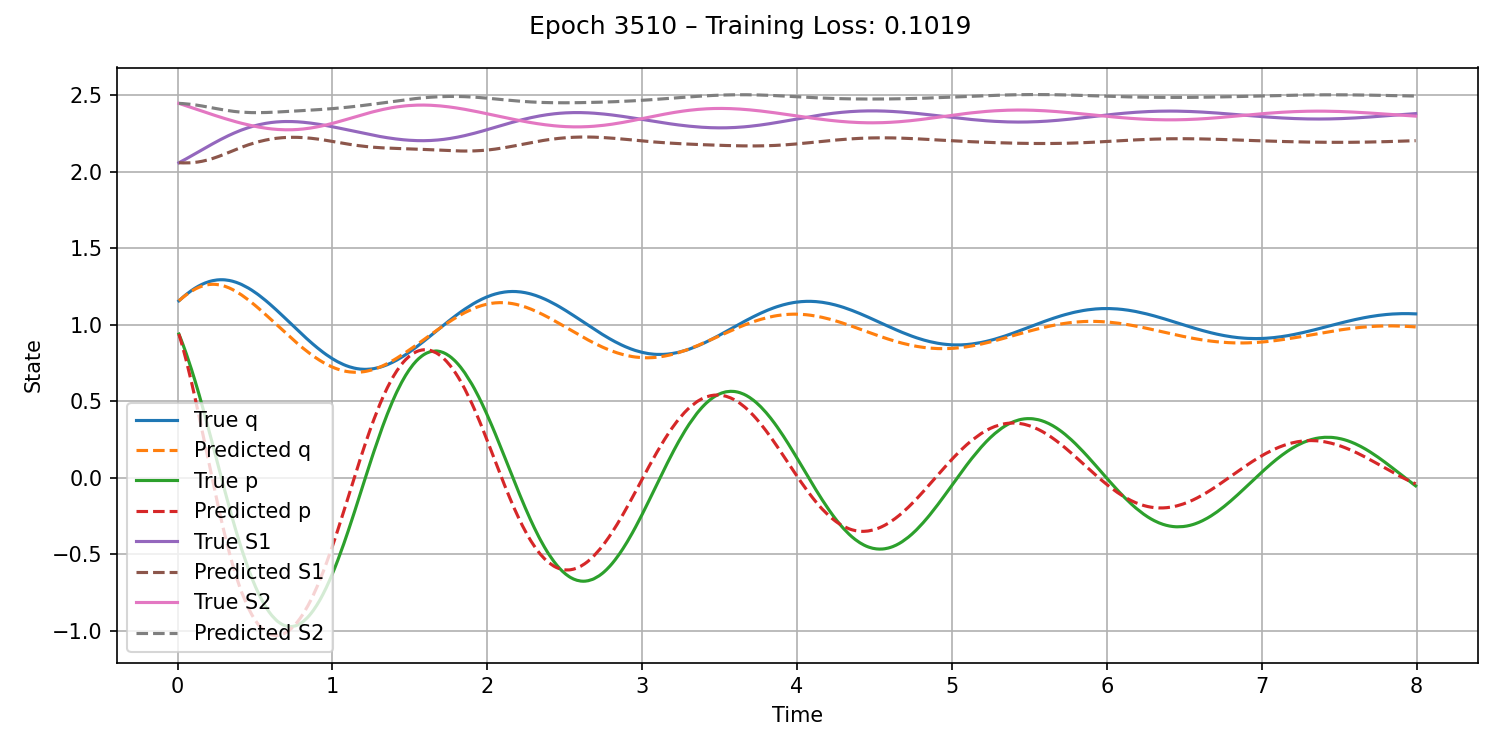 Epoch 3510 – Training Loss: 0.1019
State
2.5
2.0
1.5
1.0
0.5
0.0
−0.5
−1.0
True q
Predicted q
True p
Predicted p
True S1
Predicted S1
True S2
Predicted S2
0 1 2 3 4 5 6 7 8
Time